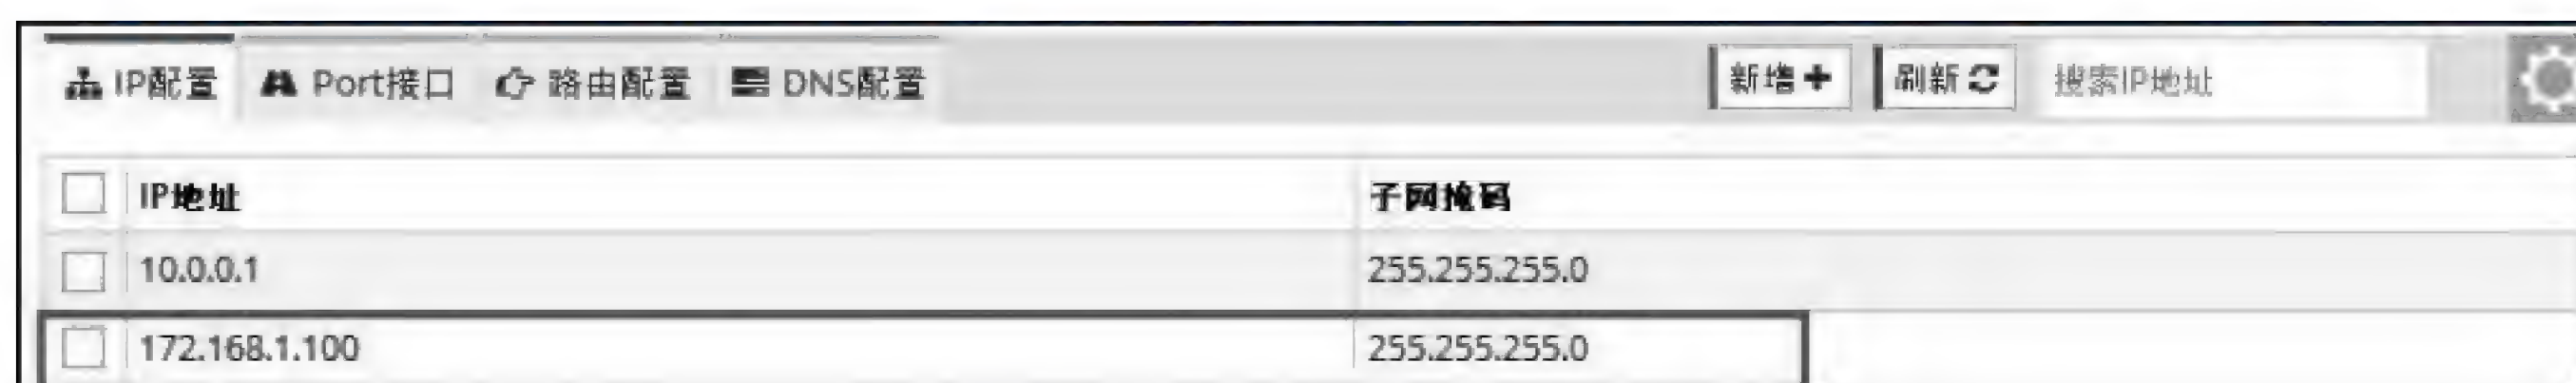 IP配置 Port接口 路由配置 DNS配置 新增 刷新 搜索IP地址
IP地址 子网掩码
10.0.0.1 255.255.255.0
172.168.1.100 255.255.255.0